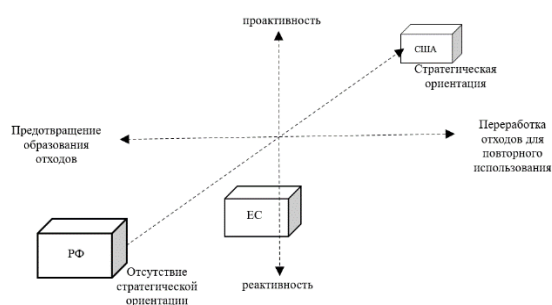 проактивность
США
Стратегическая
ориентация
Предотвращение
образования
отходов
Переработка
отходов для
повторного
использования
ЕС
РФ
Отсутствие
стратегической
ориентации
реактивность